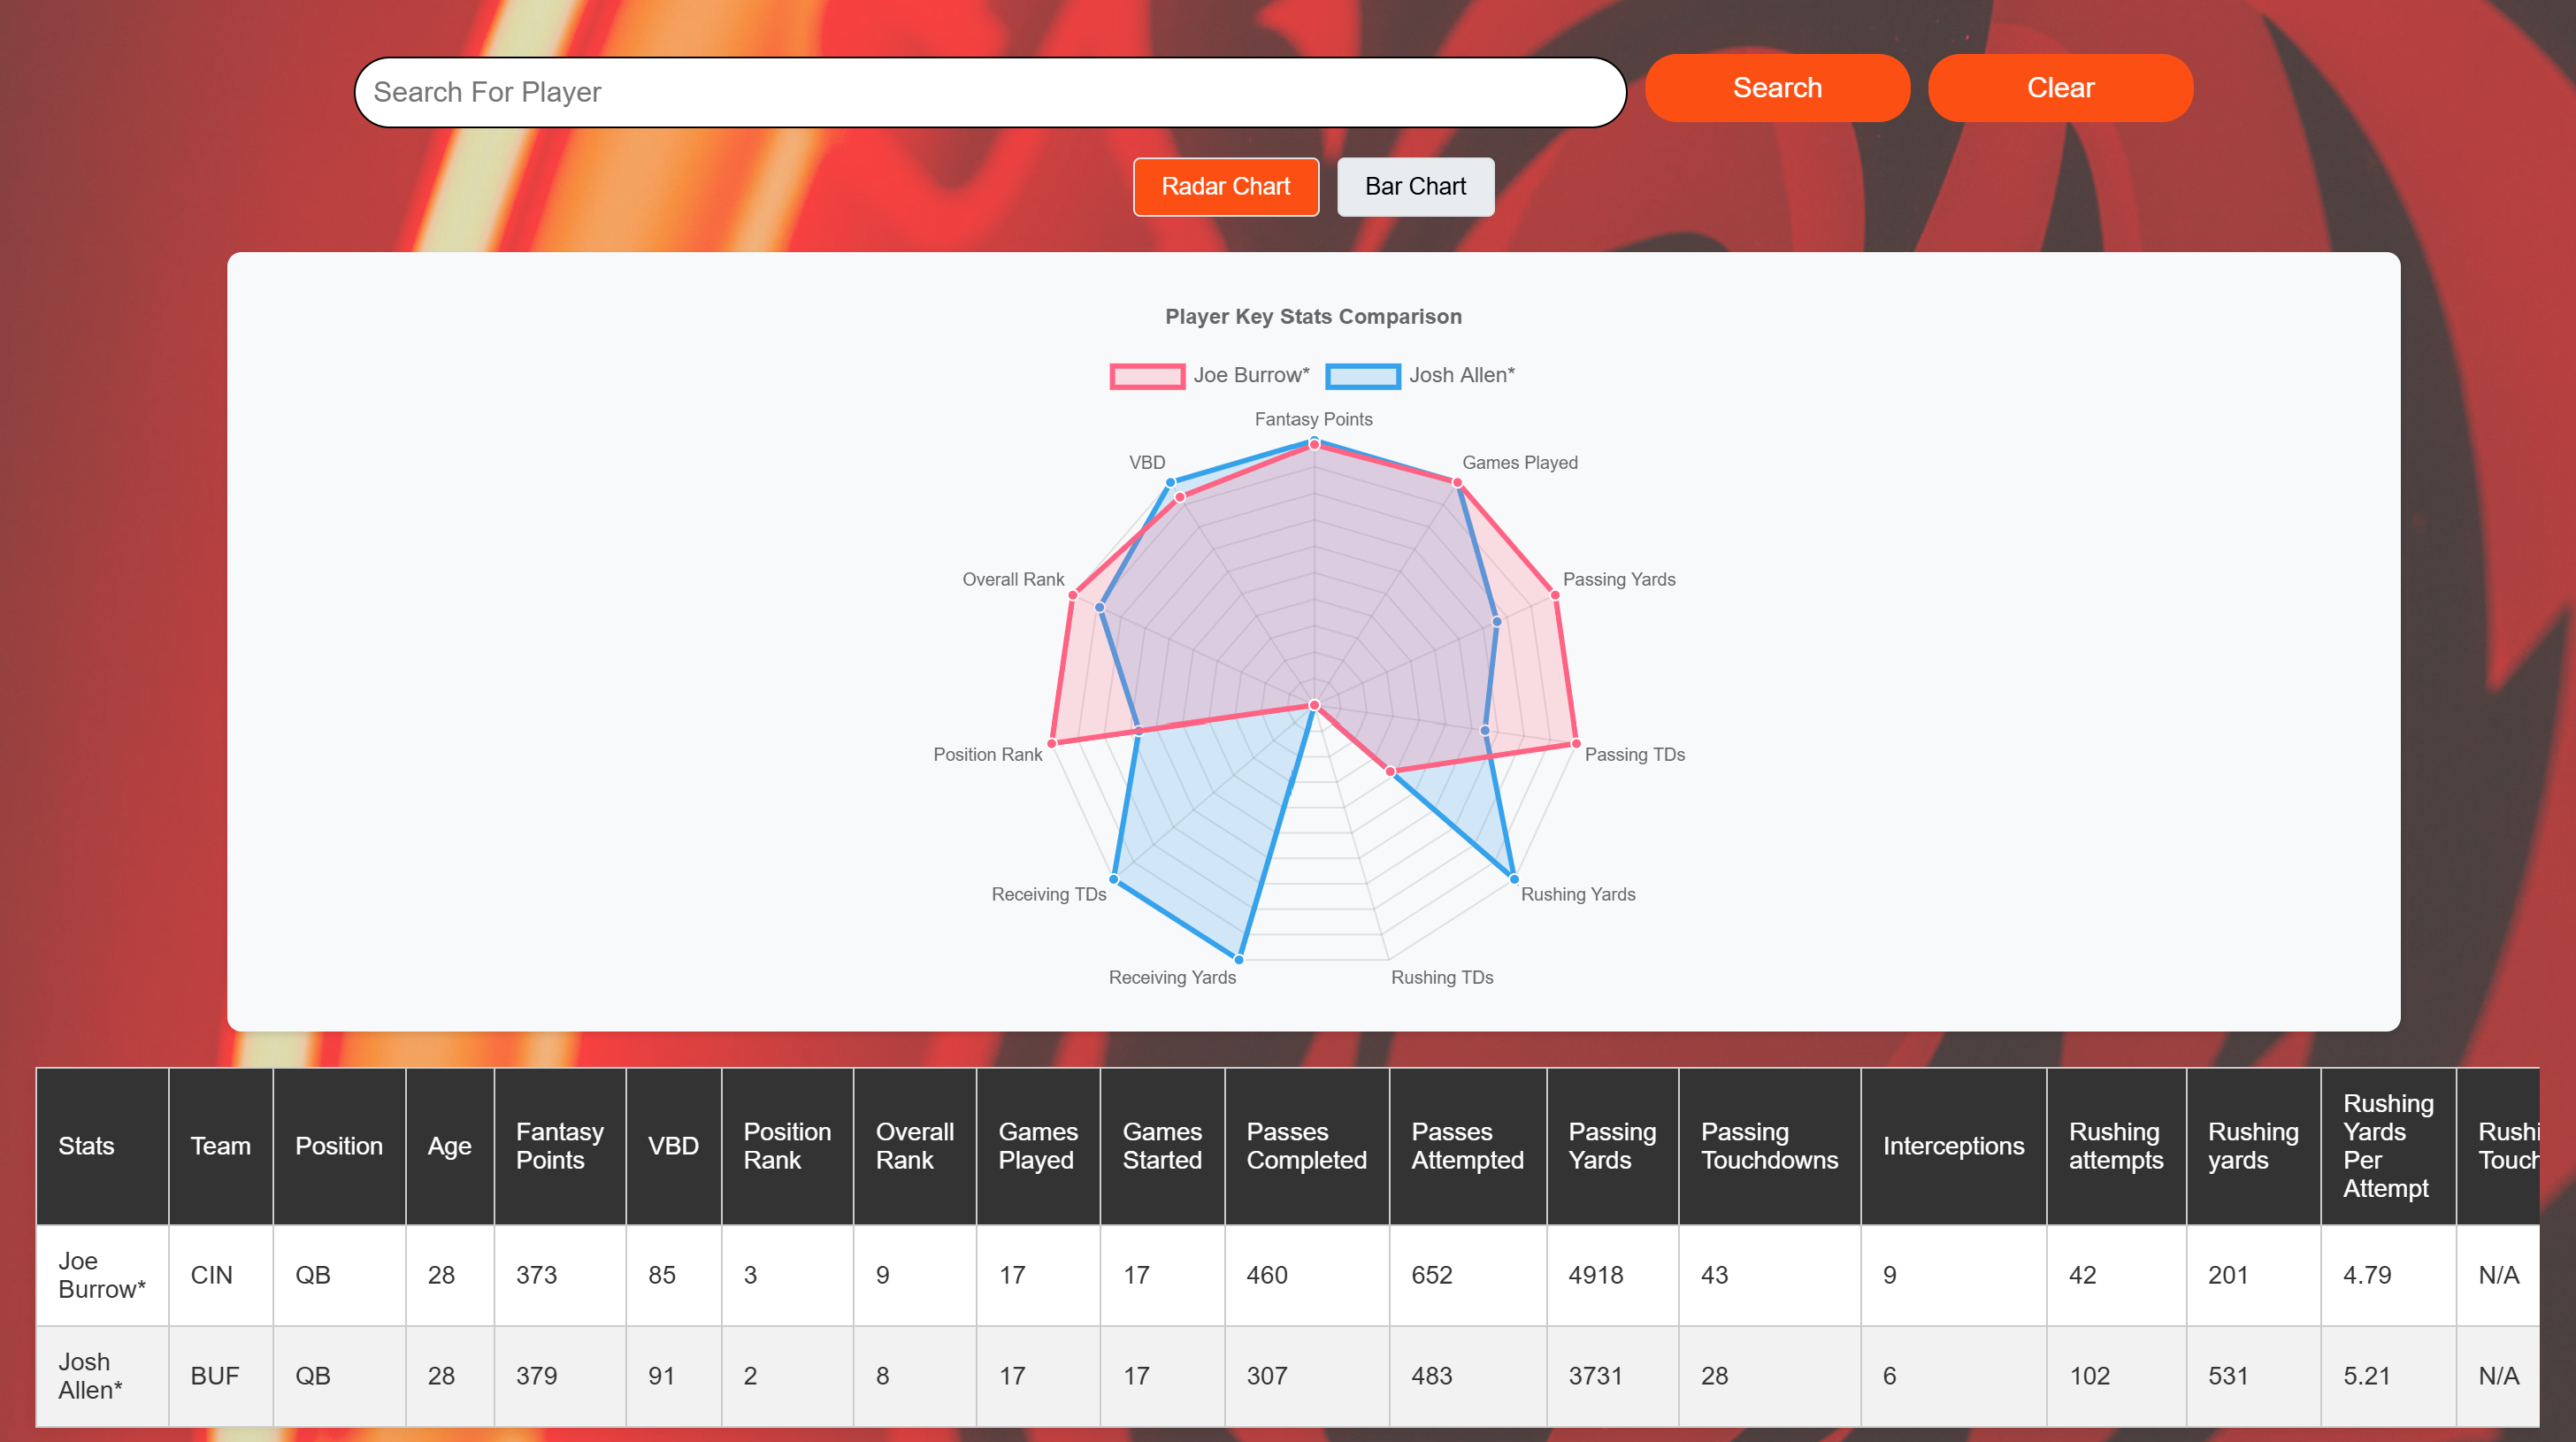 Search For Player
Search
Clear
Radar Chart
Bar Chart
Player Key Stats Comparison
Joe Burrow*
Josh Allen*
Fantasy Points
VBD
Games Played
Overall Rank
Passing Yards
Position Rank
Passing TDs
Receiving TDs
Rushing Yards
Receiving Yards
Rushing TDs
Stats Team Position Age Fantasy Points VBD Position Rank Overall Rank Games Played Games Started Passes Completed Passes Attempted Passing Yards Passing Touchdowns Interceptions Rushing attempts Rushing yards Rushing Yards Per Attempt Rushi Touch
Joe Burrow* CIN QB 28 373 85 3 9 17 17 460 652 4918 43 9 42 201 4.79 N/A
Josh Allen* BUF QB 28 379 91 2 8 17 17 307 483 3731 28 6 102 531 5.21 N/A